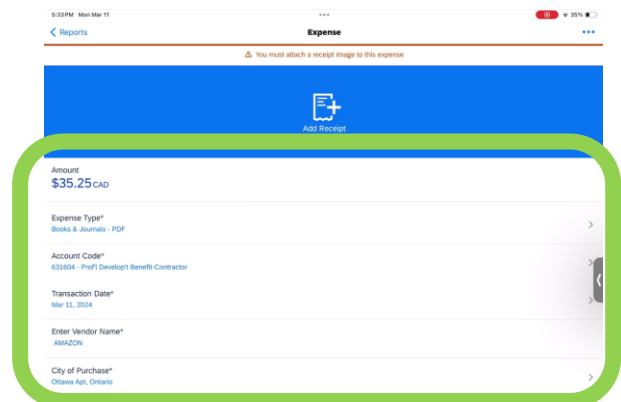 5:33 PM Mon Mar 11
35%
Reports
Expense
You must attach a receipt image to this expense
Add Receipt
Amount
$35.25 CAD
Expense Type*
Books & Journals - PDF
Account Code*
631604 - Prof'l Develop't Benefit-Contractor
Transaction Date*
Mar 11, 2024
Enter Vendor Name*
AMAZON
City of Purchase*
Ottawa Apt, Ontario